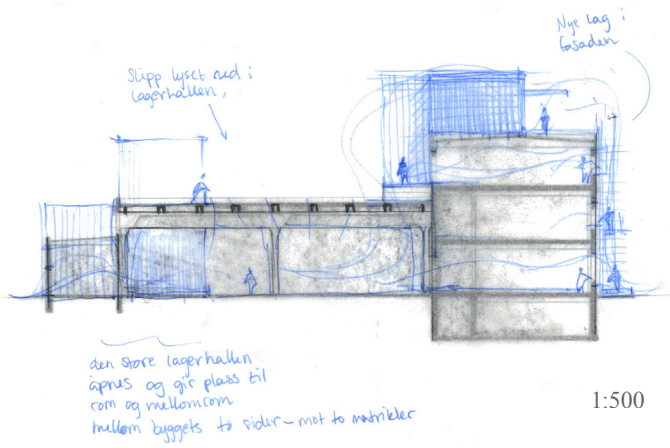 Nye lag i
fasaden
Slipp lyset ned i
lagerhallen,
den store lagerhallen
åpnes og gir plass til
rom og mellomrom
mellom byggets to sider - mot to matrikler
1:500